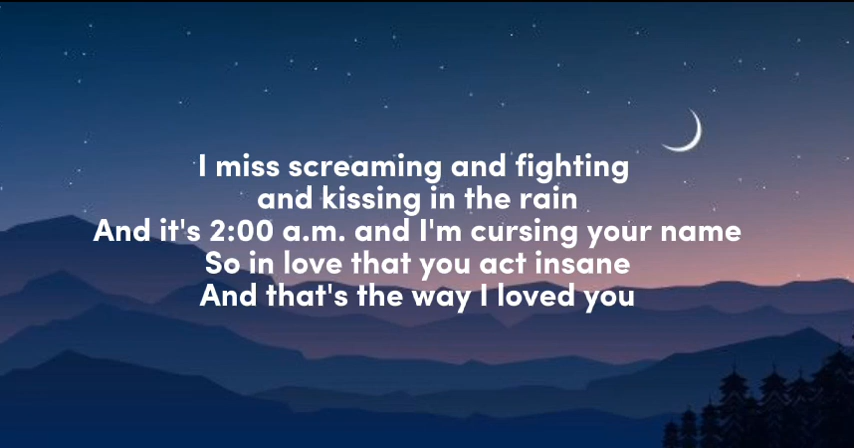 I miss screaming and fighting
and kissing in the rain
And it's 2:00 a.m. and I'm cursing your name
So in love that you act insane
And that's the way I loved you